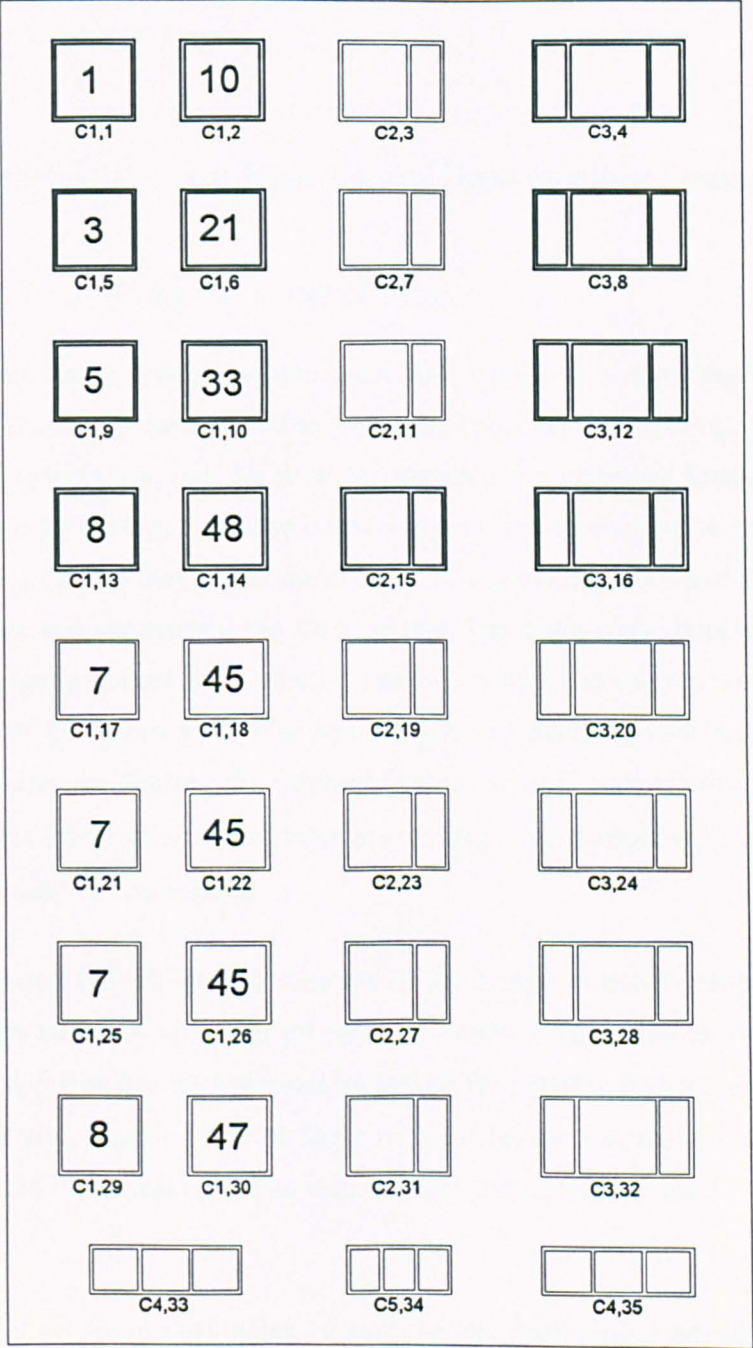 1 10
C1,1 C1,2 C2,3 C3,4
3 21
C1,5 C1,6 C2,7 C3,8
5 33
C1,9 C1,10 C2,11 C3,12
8 48
C1,13 C1,14 C2,15 C3,16
7 45
C1,17 C1,18 C2,19 C3,20
7 45
C1,21 C1,22 C2,23 C3,24
7 45
C1,25 C1,26 C2,27 C3,28
8 47
C1,29 C1,30 C2,31 C3,32
C4,33 C5,34 C4,35